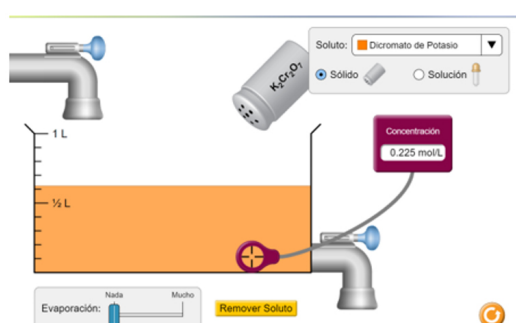 Soluto: Dicromato de Potasio
Sólido
Solución
K₂Cr₂O₇
Concentración
0.225 mol/L
1 L
½ L
Nada
Mucho
Evaporación:
Remover Soluto